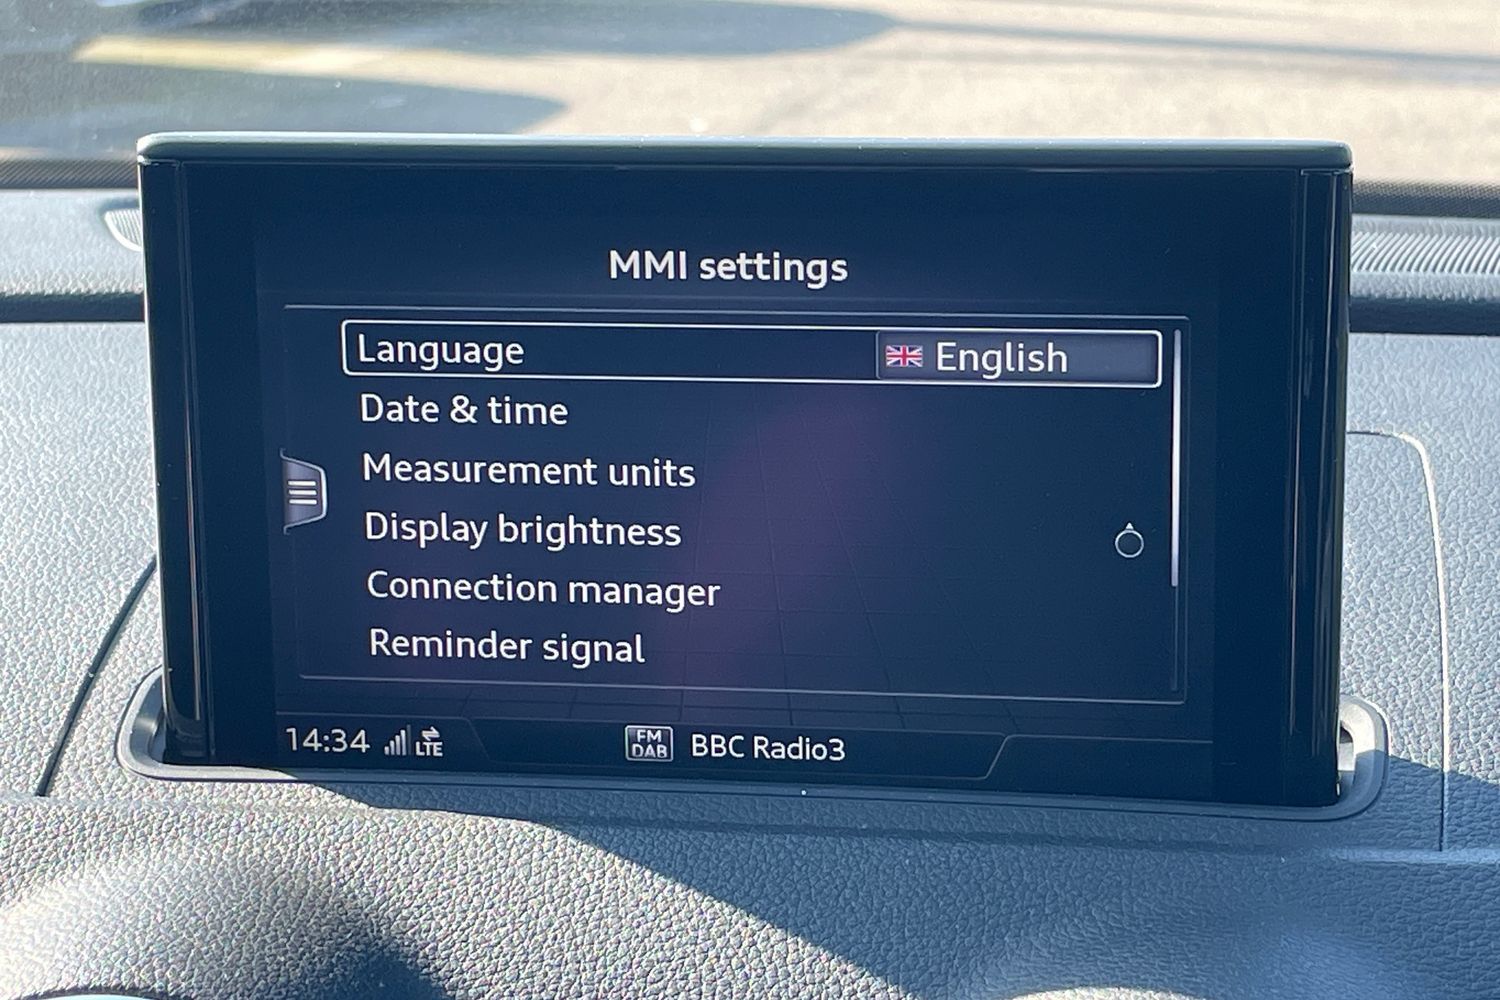 MMI settings
Language English
Date & time
Measurement units
Display brightness
Connection manager
Reminder signal
14:34 LTE FM DAB BBC Radio3